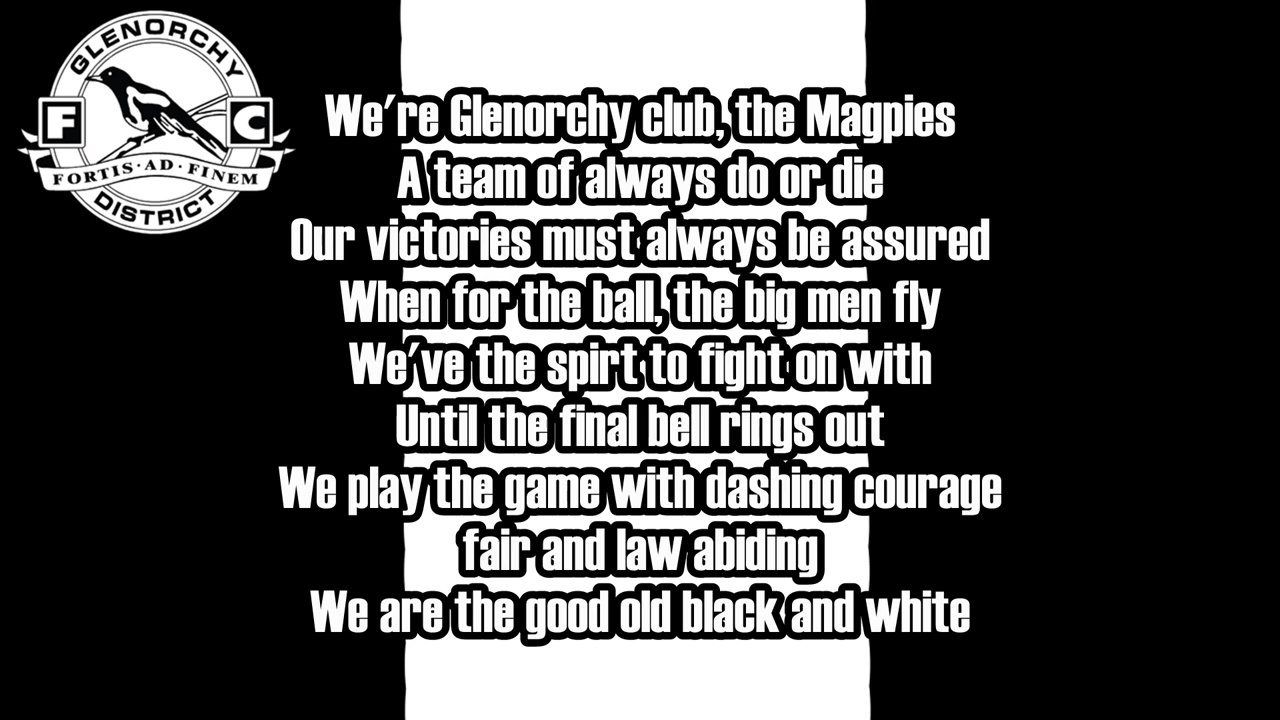 GLENORCHY
F C
FORTIS·AD·FINEM
DISTRICT
We're Glenorchy club, the Magpies
A team of always do or die
Our victories must always be assured
When for the ball, the big men fly
We've the spirt to fight on with
Until the final bell rings out
We play the game with dashing courage
fair and law abiding
We are the good old black and white